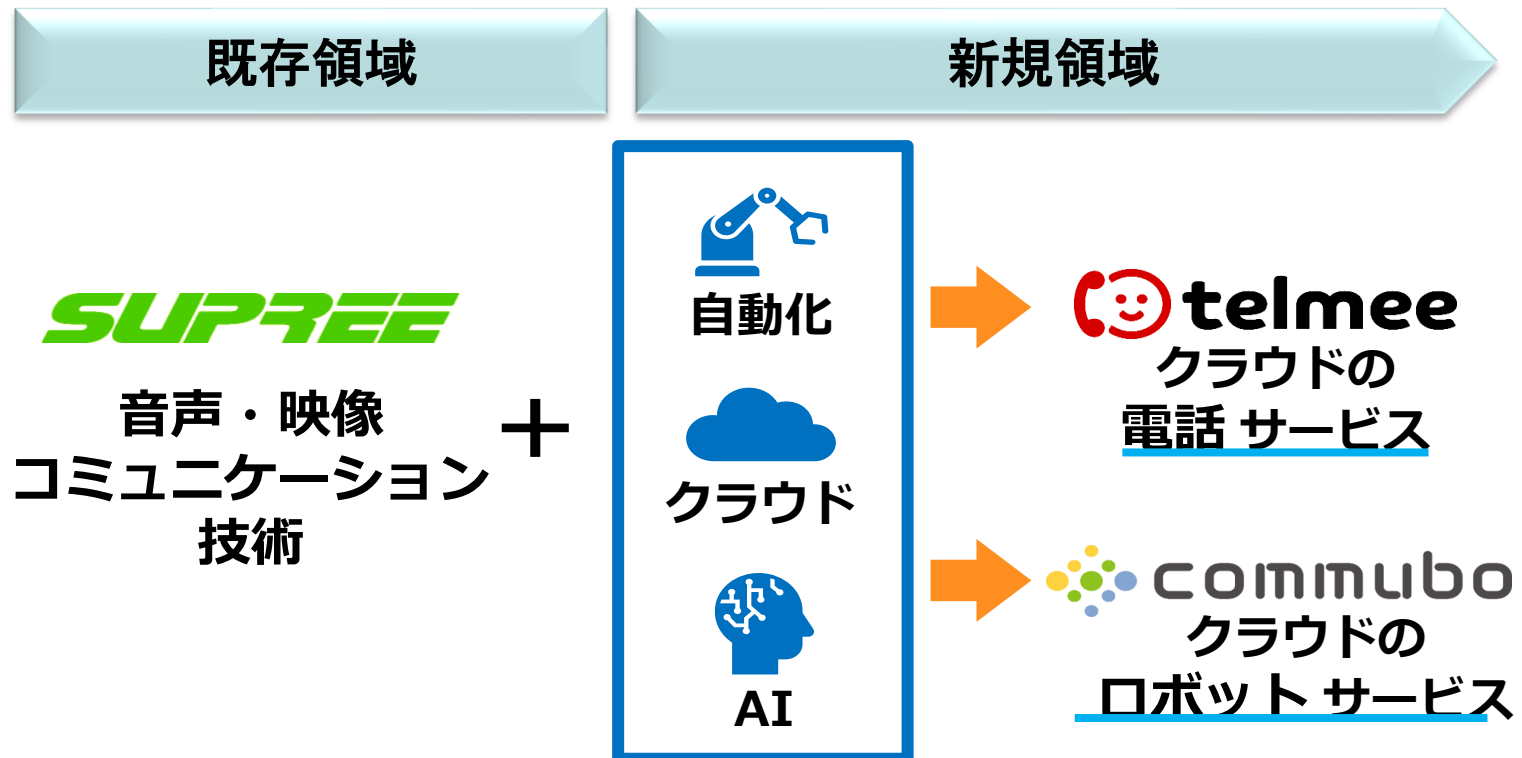 既存領域
新規領域
SUPREE
音声・映像
コミュニケーション
技術
+
自動化
クラウド
AI
telmee
クラウドの
電話 サービス
commubo
クラウドの
ロボット サービス